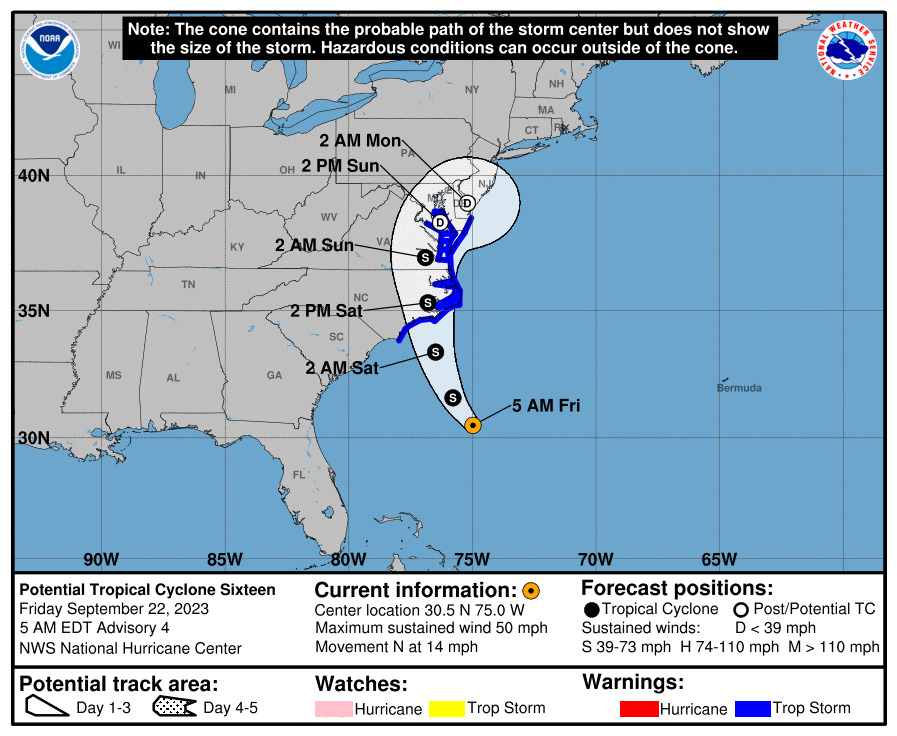 Note: The cone contains the probable path of the storm center but does not show
the size of the storm. Hazardous conditions can occur outside of the cone.
NOAA
NATIONAL WEATHER SERVICE
WI
MI
NY
NH
MA
CT
RI
2 AM Mon
PA
2 PM Sun
40N
IL
IN
OH
NJ
D
WV
D
2 AM Sun
VA
KY
S
TN
NC
2 PM Sat
S
35N
SC
S
2 AM Sat
MS
AL
GA
Bermuda
S
5 AM Fri
30N
FL
90W
85W
80W
75W
70W
65W
Potential Tropical Cyclone Sixteen
Friday September 22, 2023
5 AM EDT Advisory 4
NWS National Hurricane Center
Current information:
Center location 30.5 N 75.0 W
Maximum sustained wind 50 mph
Movement N at 14 mph
Forecast positions:
Tropical Cyclone Post/Potential TC
Sustained winds: D < 39 mph
S 39-73 mph H 74-110 mph M > 110 mph
Potential track area:
Day 1-3 Day 4-5
Watches:
Hurricane Trop Storm
Warnings:
Hurricane Trop Storm